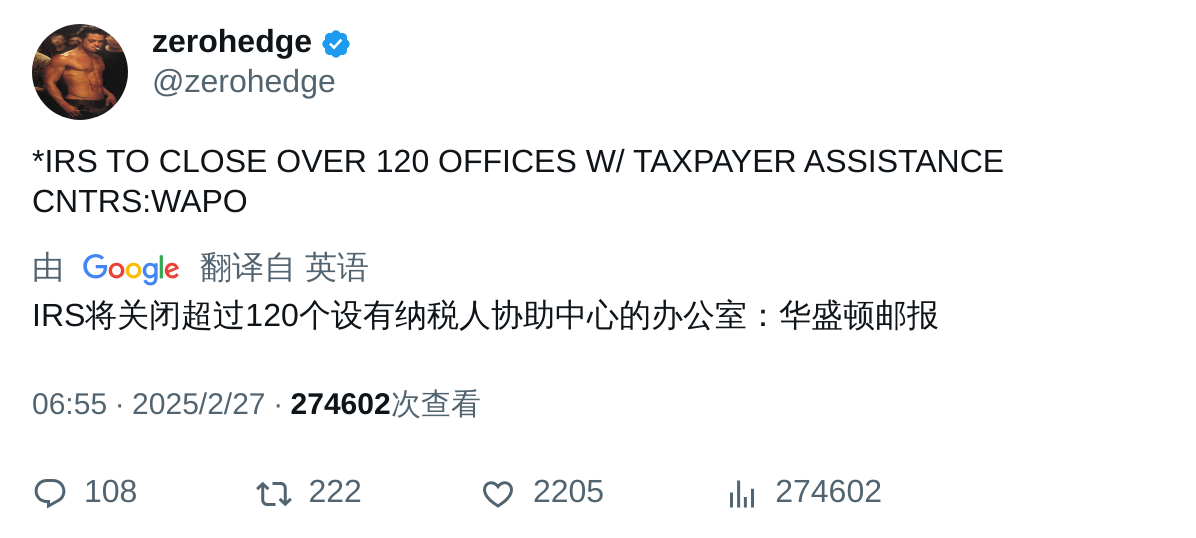 zerohedge
@zerohedge
*IRS TO CLOSE OVER 120 OFFICES W/ TAXPAYER ASSISTANCE
CNTRS:WAPO
由 Google 翻译自 英语
IRS将关闭超过120个设有纳税人协助中心的办公室：华盛顿邮报
06:55 · 2025/2/27 · 274602次查看
108 222 2205 274602